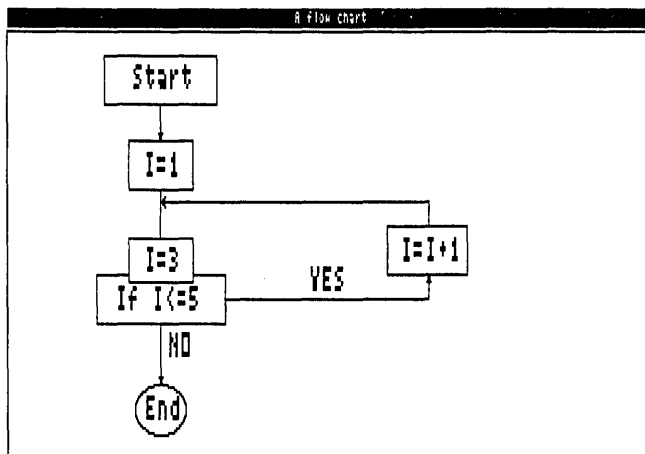 A flow chart
Start
I=1
I=3
I=I+1
If I<=5
YES
NO
End